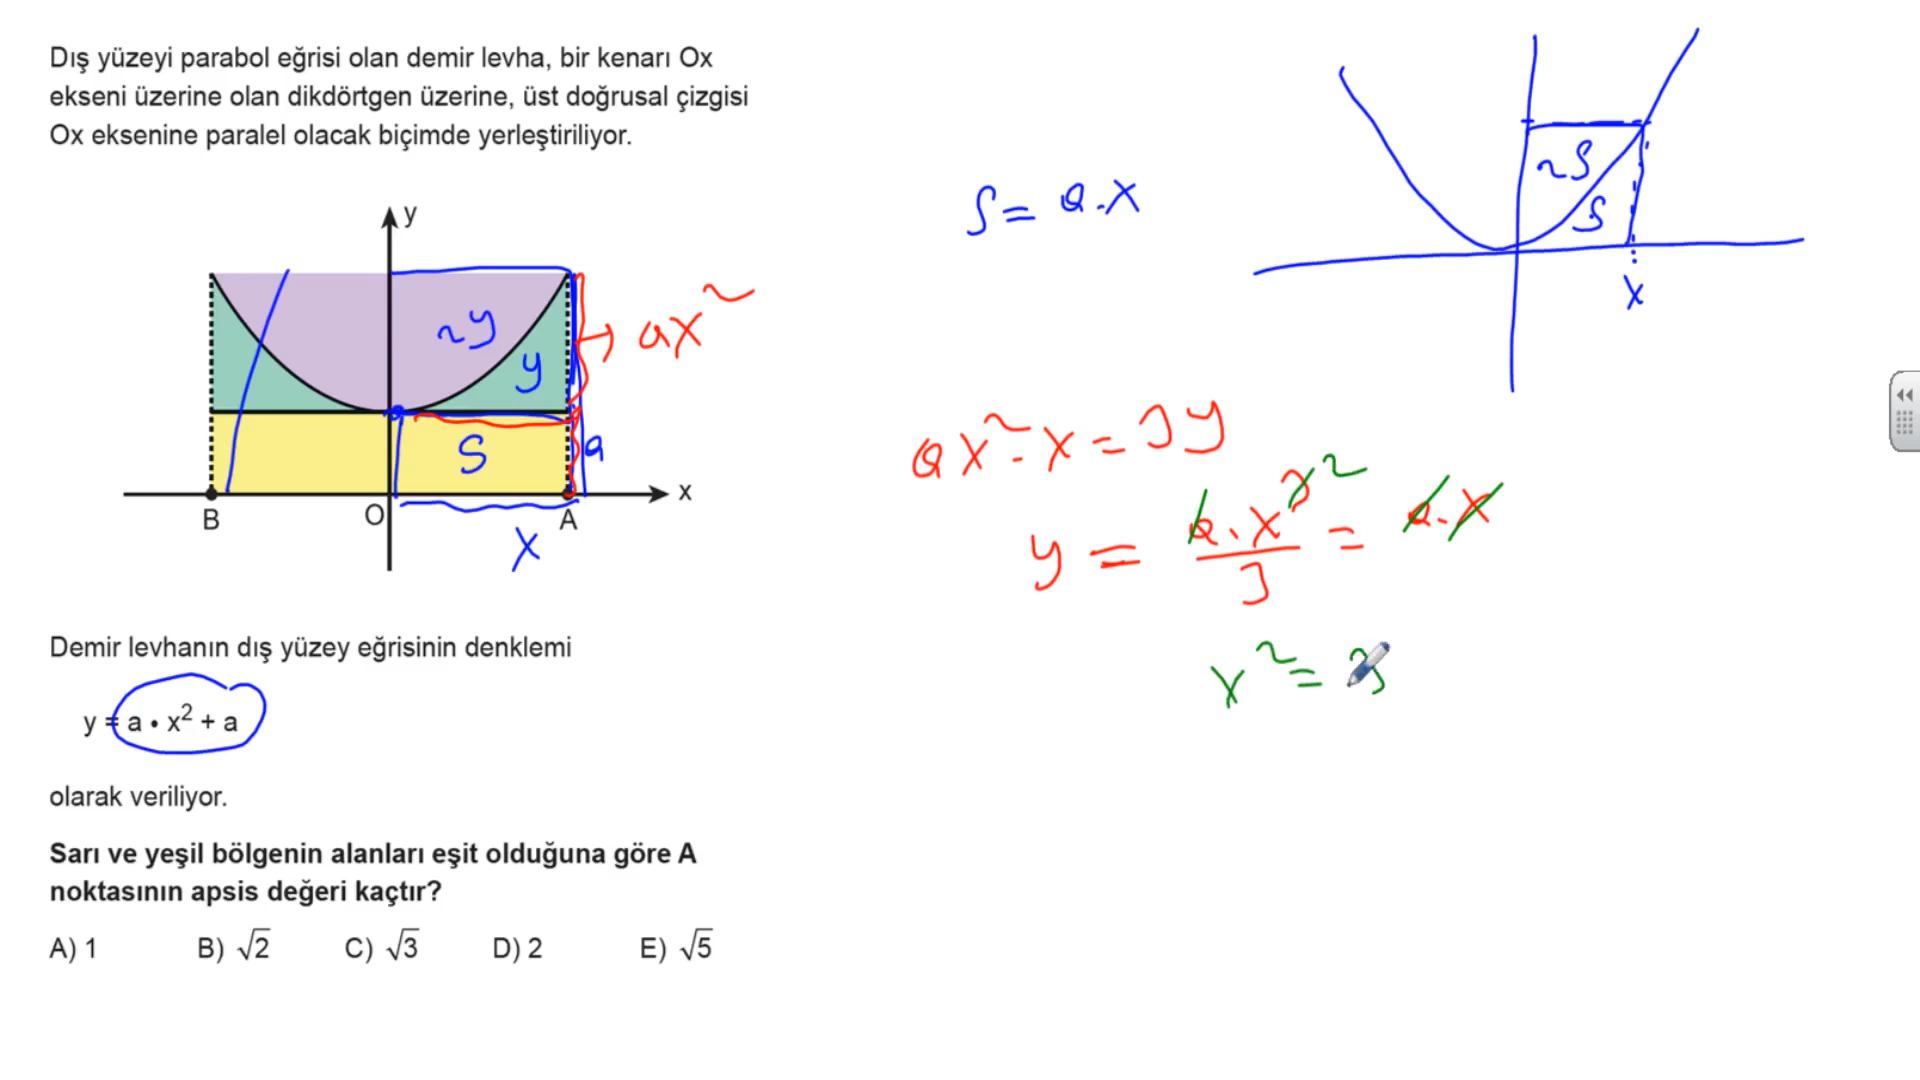 Dış yüzeyi parabol eğrisi olan demir levha, bir kenarı Ox
ekseni üzerine olan dikdörtgen üzerine, üst doğrusal çizgisi
Ox eksenine paralel olacak biçimde yerleştiriliyor.
y
2y
y
→ ax²
S
a
B
O
A
x
x
S = a.x
2S
S
x
ax².x = 3y
y = a.x³/3 = a.x
2
x² = 3
Demir levhanın dış yüzey eğrisinin denklemi
y = a • x² + a
olarak veriliyor.
Sarı ve yeşil bölgenin alanları eşit olduğuna göre A
noktasının apsis değeri kaçtır?
A) 1 B) √2 C) √3 D) 2 E) √5